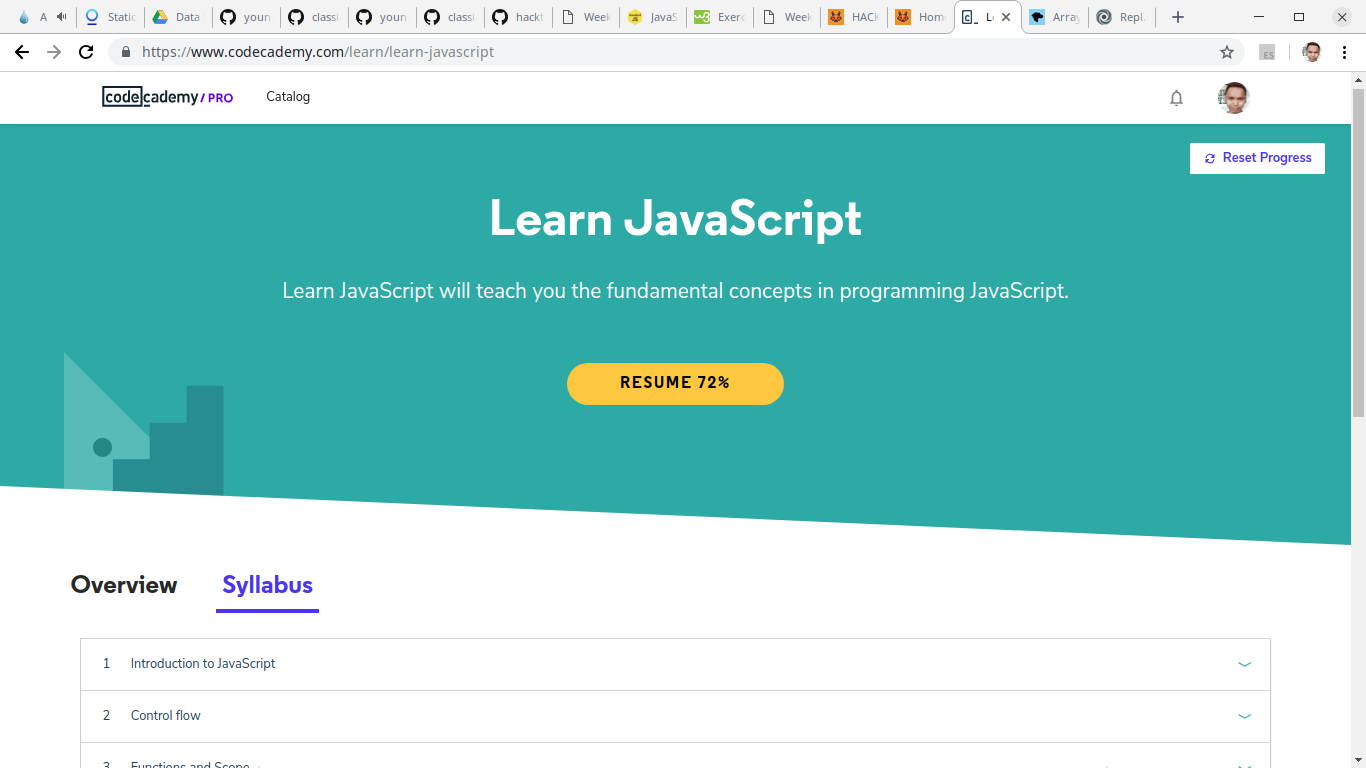 A Static Data youn classi youn classi hackt Week JavaS Exerc Week HACK Home Le Array Repl.
https://www.codecademy.com/learn/learn-javascript
ES
codecademy / PRO Catalog
Reset Progress
Learn JavaScript
Learn JavaScript will teach you the fundamental concepts in programming JavaScript.
RESUME 72%
Overview Syllabus
1 Introduction to JavaScript
2 Control flow
3 Functions and Scope